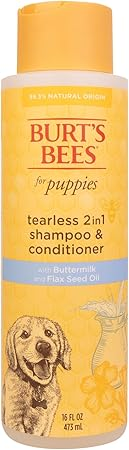 99.5% NATURAL ORIGIN
BURT'S
BEES
for puppies
tearless 2in1
shampoo &
conditioner
with Buttermilk
and Flax Seed Oil
16 FL OZ
473 mL